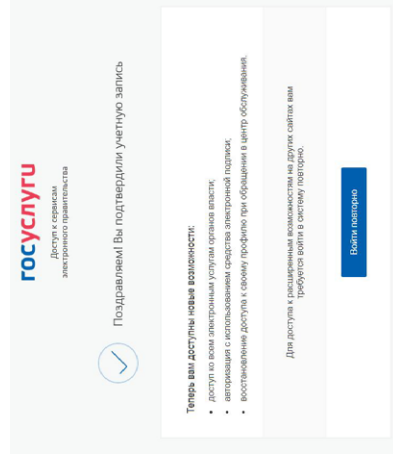 госуслуги
Доступ к сервисам
электронного правительства
Поздравляем! Вы подтвердили учетную запись
Теперь вам доступны новые возможности:
• доступ ко всем электронным услугам органов власти;
• авторизация с использованием средства электронной подписи;
• восстановление доступа к своему профилю при обращении в центр обслуживания.
Для доступа к расширенным возможностям на других сайтах вам
требуется войти в систему повторно.
Войти повторно